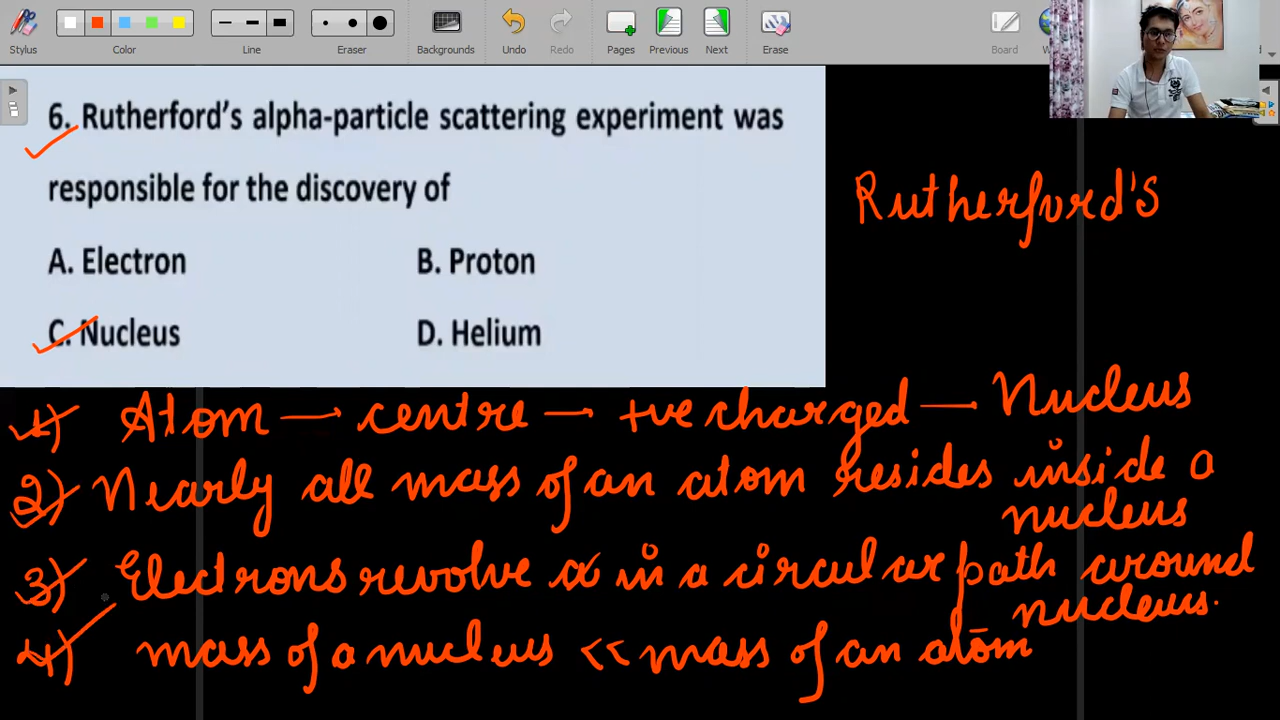 Stylus
Color
Line
Eraser
Backgrounds
Undo
Redo
Pages
Previous
Next
Erase
Board
6. Rutherford's alpha-particle scattering experiment was
responsible for the discovery of
A. Electron B. Proton
C. Nucleus D. Helium
Rutherford's
1) Atom → centre → +ve charged — Nucleus
2) Nearly all mass of an atom resides inside a
nucleus
3) Electrons revolve in a circular path around
nucleus.
4) mass of a nucleus << mass of an atom